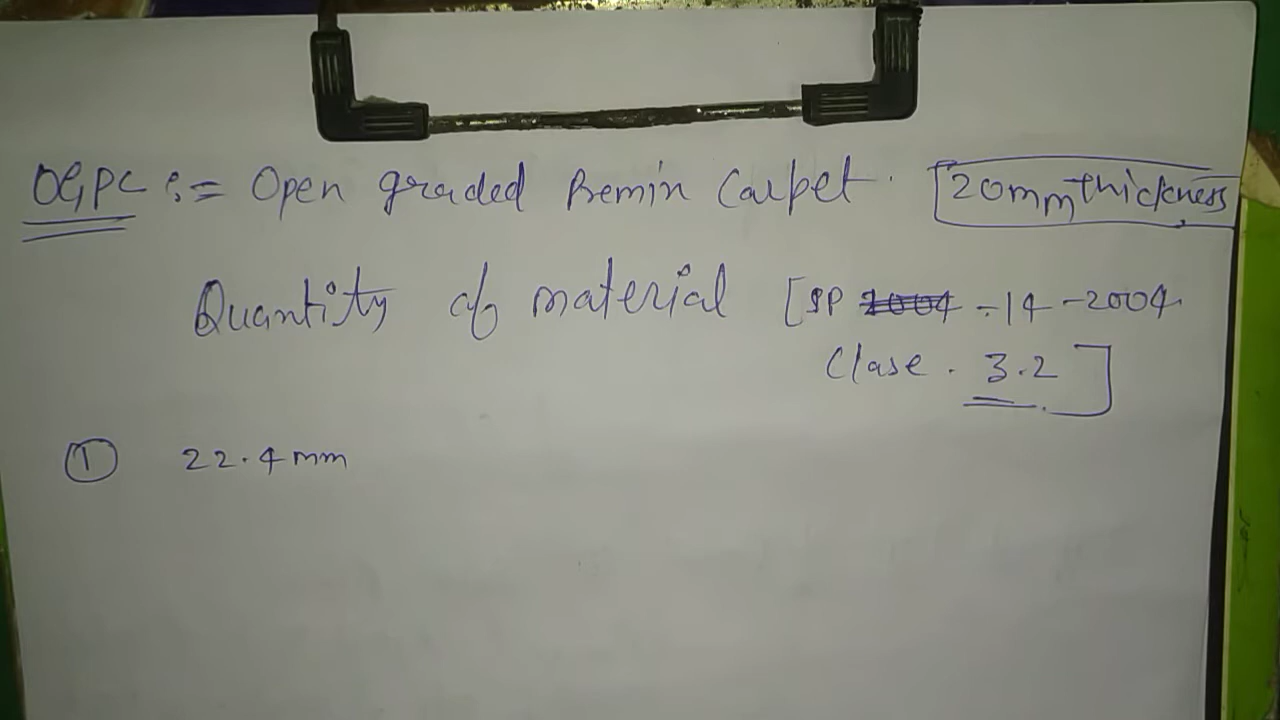 OGPC := Open graded Premix Carpet. [20mm thickness]
Quantity of material [SP 2004 - 14 - 2004
Clase. 3.2]
① 22.4mm